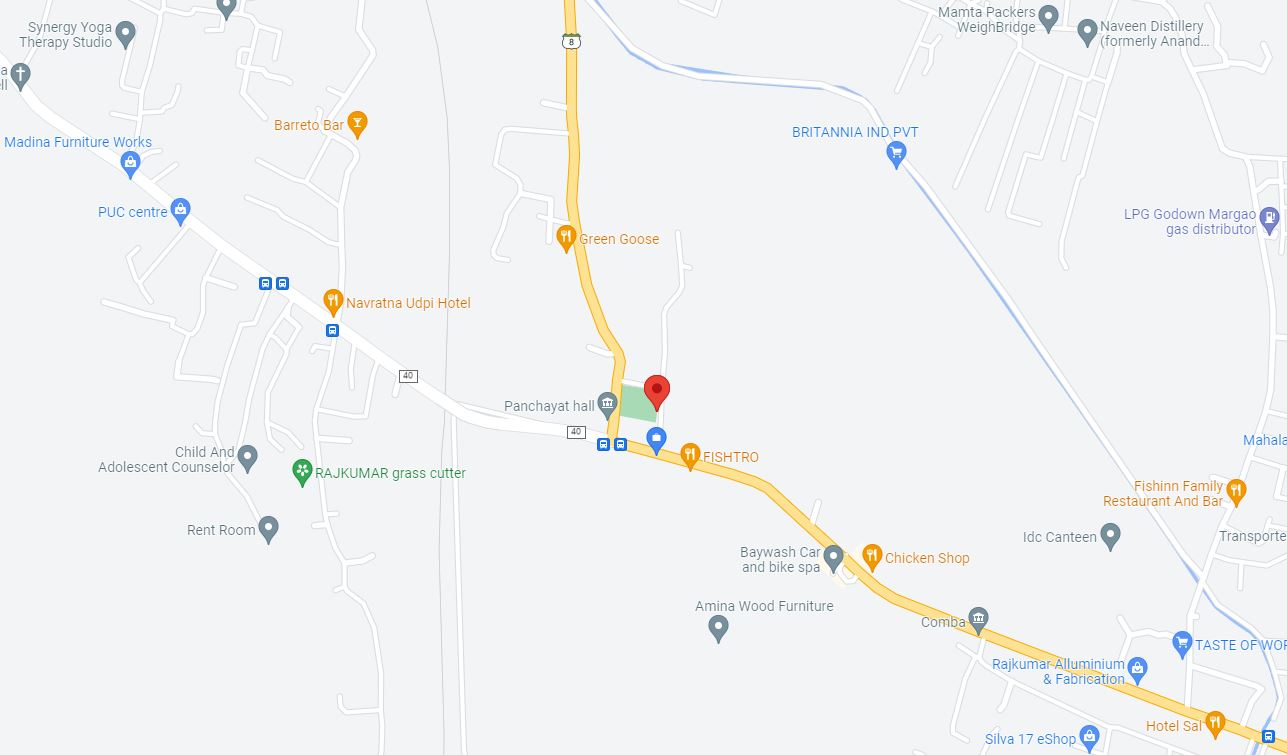 Synergy Yoga
Therapy Studio
Mamta Packers
WeighBridge
Naveen Distillery
(formerly Anand...
8
a
ell
Barreto Bar
Madina Furniture Works
BRITANNIA IND PVT
PUC centre
LPG Godown Margao
gas distributor
Green Goose
Navratna Udpi Hotel
40
Panchayat hall
40
Child And
Adolescent Counselor
RAJKUMAR grass cutter
FISHTRO
Mahala
Fishinn Family
Restaurant And Bar
Rent Room
Idc Canteen
Transporte
Baywash Car
and bike spa
Chicken Shop
Amina Wood Furniture
Comba
TASTE OF WOR
Rajkumar Alluminium
& Fabrication
Hotel Sai
Silva 17 eShop